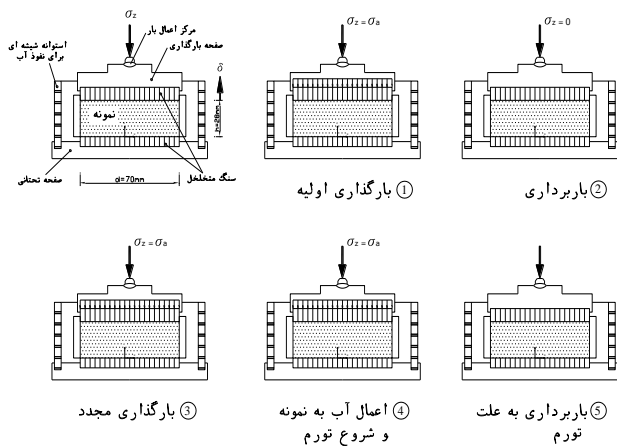 σz
مرکز اعمال بار
صفحه بارگذاری
استوانه شیشه ای
برای نفوذ آب
δ
نمونه
h=28mm
سنگ متخلخل
صفحه تحتانی
d=70mm
σz = σa
① بارگذاری اولیه
σz = 0
② باربرداری
σz = σa
③ بارگذاری مجدد
σz = σa
④ اعمال آب به نمونه
و شروع تورم
⑤ باربرداری به علت
تورم